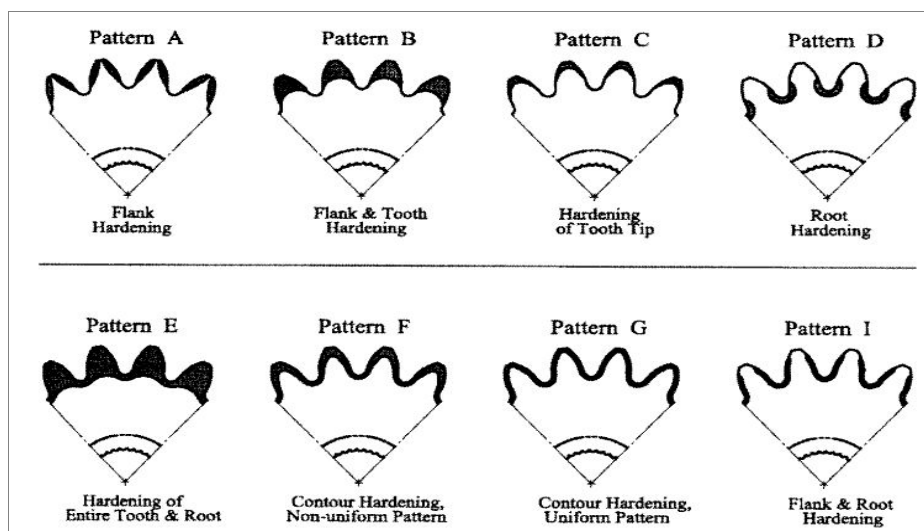 Pattern A
Flank
Hardening
Pattern B
Flank & Tooth
Hardening
Pattern C
Hardening
of Tooth Tip
Pattern D
Root
Hardening
Pattern E
Hardening of
Entire Tooth & Root
Pattern F
Contour Hardening,
Non-uniform Pattern
Pattern G
Contour Hardening,
Uniform Pattern
Pattern I
Flank & Root
Hardening